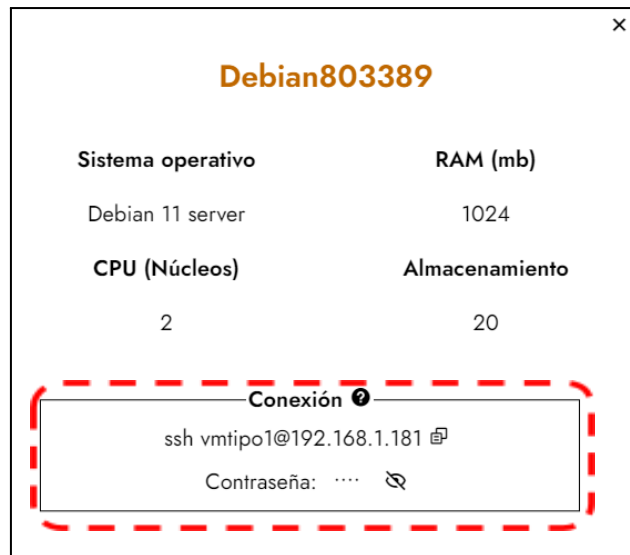 Debian803389
Sistema operativo RAM (mb)
Debian 11 server 1024
CPU (Núcleos) Almacenamiento
2 20
Conexión
ssh vmtipo1@192.168.1.181
Contraseña: ····